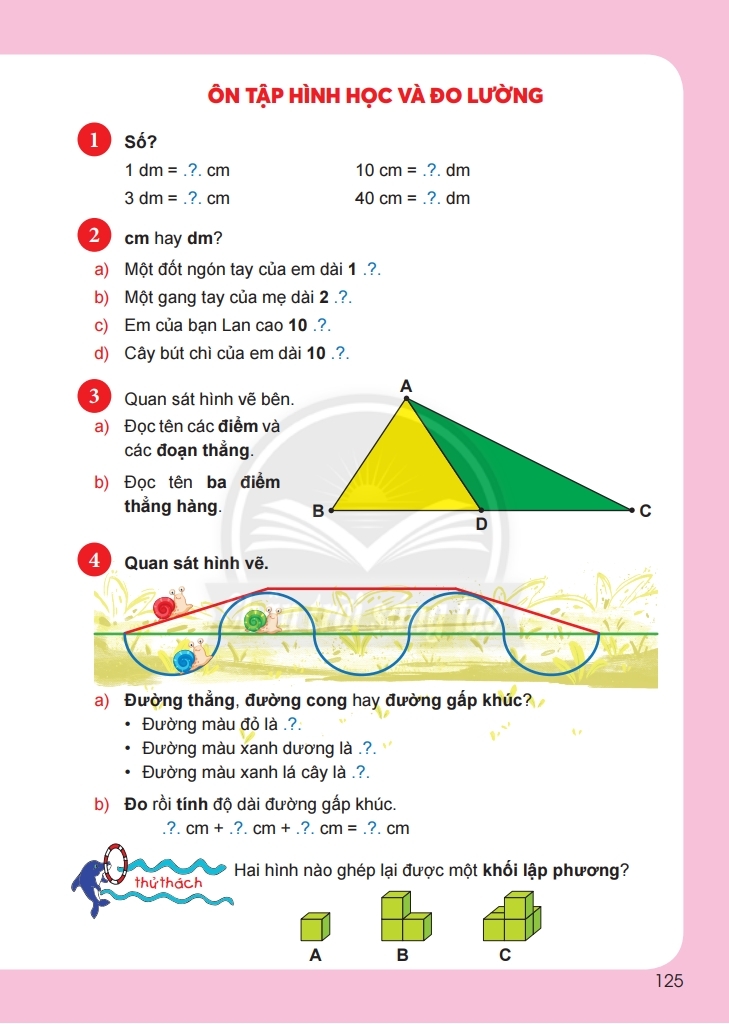 ÔN TẬP HÌNH HỌC VÀ ĐO LƯỜNG
1 Số?
1 dm = .?. cm 10 cm = .?. dm
3 dm = .?. cm 40 cm = .?. dm
2 cm hay dm?
a) Một đốt ngón tay của em dài 1 .?.
b) Một gang tay của mẹ dài 2 .?.
c) Em của bạn Lan cao 10 .?.
d) Cây bút chì của em dài 10 .?.
3 Quan sát hình vẽ bên.
a) Đọc tên các điểm và
các đoạn thẳng.
b) Đọc tên ba điểm
thẳng hàng.
A
B
D
C
4 Quan sát hình vẽ.
a) Đường thẳng, đường cong hay đường gấp khúc?
• Đường màu đỏ là .?.
• Đường màu xanh dương là .?.
• Đường màu xanh lá cây là .?.
b) Đo rồi tính độ dài đường gấp khúc.
.?. cm + .?. cm + .?. cm = .?. cm
thử thách
Hai hình nào ghép lại được một khối lập phương?
A B C
125